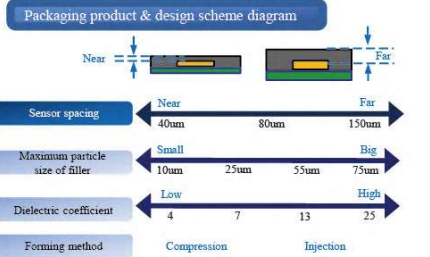 Packaging product & design scheme diagram
Near
Far
Sensor spacing
Near
Far
40um
80um
150um
Maximum particle
size of filler
Small
Big
10um
25um
55um
75um
Dielectric coefficient
Low
High
4
7
13
25
Forming method
Compression
Injection